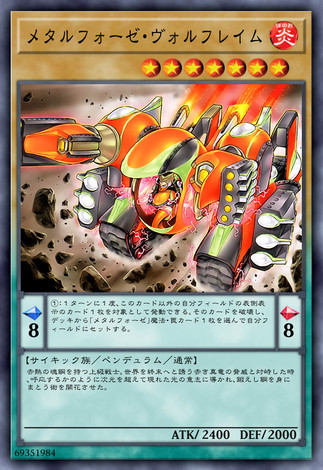 メタルフォーゼ・ヴォルフレイム
ほのお
炎
①:1ターンに1度、このカード以外の自分フィールドの表側表
示のカード1枚を対象として発動できる。そのカードを破壊し、
デッキから「メタルフォーゼ」魔法・罠カード1枚を選んで自分フ
ィールドにセットする。
8
8
【サイキック族/ペンデュラム/通常】
赤熱の魂鋼を持つ上級戦士。世界を終末へと誘う赤き真竜の脅威と対峙した時
、呼応するかのように次元を超えて現れた光の意志に導かれ、鍛えし鋼を身に
まとう術を開花させた。
ATK/2400 DEF/2000
69351984